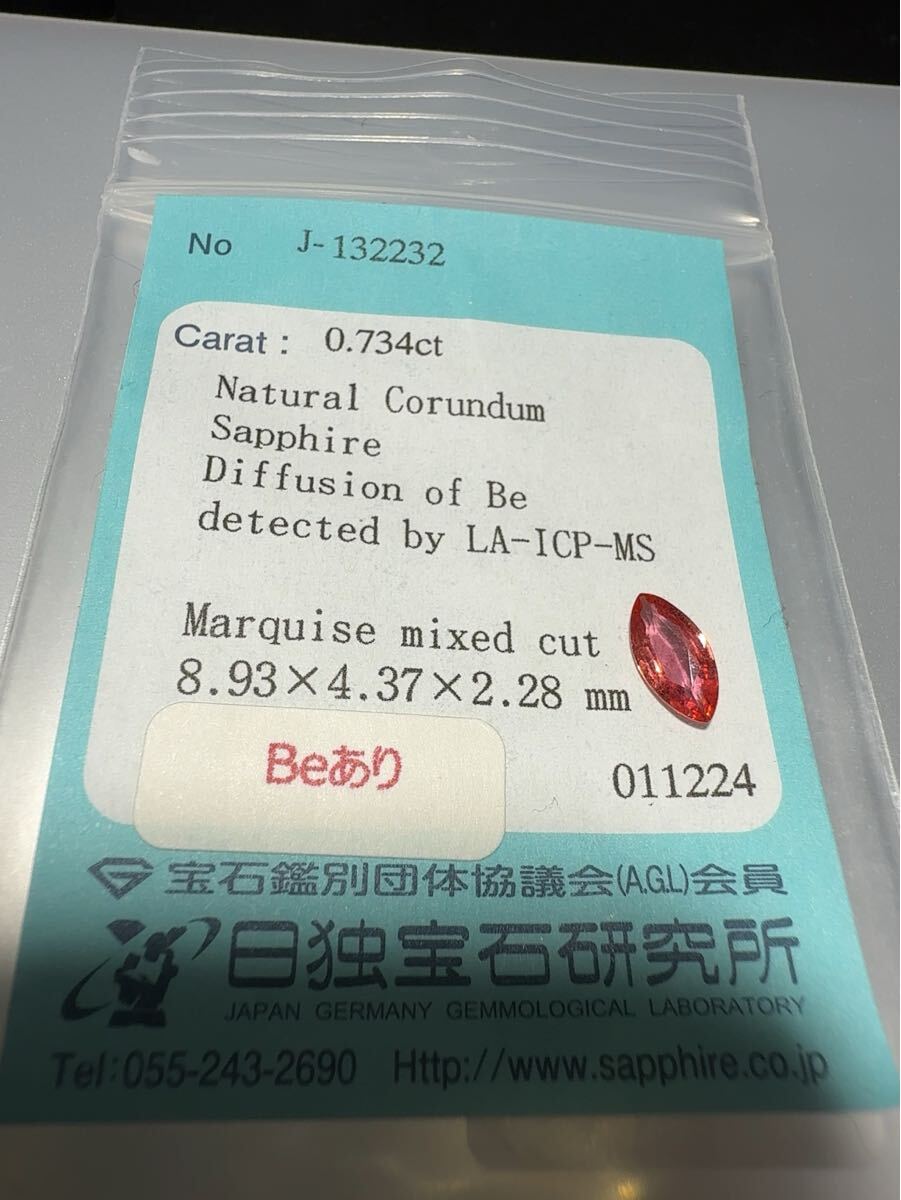 No J-132232
Carat : 0.734ct
Natural Corundum
Sapphire
Diffusion of Be
detected by LA-ICP-MS
Marquise mixed cut
8.93×4.37×2.28 mm
Beあり
011224
宝石鑑別団体協議会(A.G.L)会員
日独宝石研究所
JAPAN GERMANY GEMMOLOGICAL LABORATORY
Tel:055-243-2690 Http://www.sapphire.co.jp